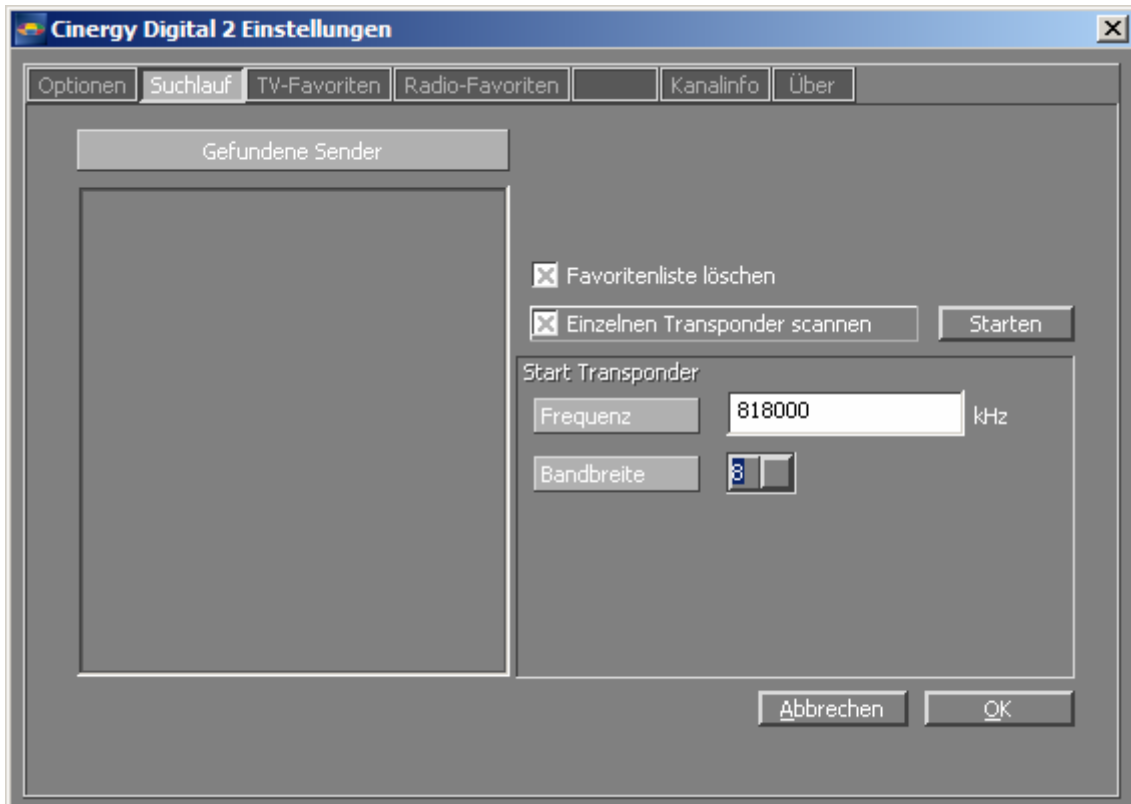 Cinergy Digital 2 Einstellungen
Optionen Suchlauf TV-Favoriten Radio-Favoriten Kanalinfo Über
Gefundene Sender
Favoritenliste löschen
Einzelnen Transponder scannen Starten
Start Transponder
Frequenz 818000 kHz
Bandbreite 8
Abbrechen OK